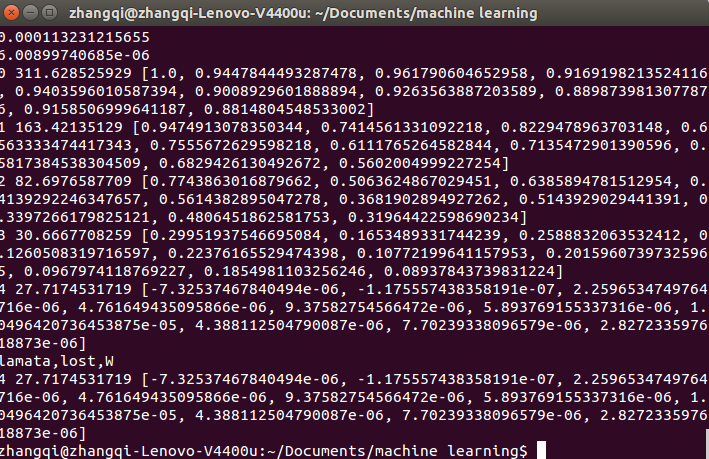 zhangqi@zhangqi-Lenovo-V4400u: ~/Documents/machine learning
0.000113231215655
6.00899740685e-06
0 311.628525929 [1.0, 0.9447844493287478, 0.961790604652958, 0.9169198213524116
, 0.9403596010587394, 0.9008929601888894, 0.9263563887203589, 0.889873981307787
6, 0.9158506999641187, 0.8814804548533002]
1 163.42135129 [0.9474913078350344, 0.7414561331092218, 0.8229478963703148, 0.6
563333474417343, 0.7555672629598218, 0.6111765264582844, 0.7135472901390596, 0.
5817384538304509, 0.6829426130492672, 0.5602004999227254]
2 82.6976587709 [0.7743863016879662, 0.5063624867029451, 0.6385894781512954, 0.
4139292246347657, 0.5614382895047278, 0.3681902894927262, 0.5143929029441391, 0
.3397266179825121, 0.4806451862581753, 0.31964422598690234]
3 30.6667708259 [0.29951937546695084, 0.1653489331744239, 0.2588832063532412, 0
.1260508319716597, 0.22376165529474398, 0.10772199641157953, 0.2015960739732596
5, 0.0967974118769227, 0.1854981103256246, 0.08937843739831224]
4 27.7174531719 [-7.32537467840494e-06, -1.175557438358191e-07, 2.2596534749764
716e-06, 4.761649435095866e-06, 9.37582754566472e-06, 5.893769155337316e-06, 1.
0496420736453875e-05, 4.388112504790087e-06, 7.70239338096579e-06, 2.8272335976
18873e-06]
lamata,lost,W
4 27.7174531719 [-7.32537467840494e-06, -1.175557438358191e-07, 2.2596534749764
716e-06, 4.761649435095866e-06, 9.37582754566472e-06, 5.893769155337316e-06, 1.
0496420736453875e-05, 4.388112504790087e-06, 7.70239338096579e-06, 2.8272335976
18873e-06]
zhangqi@zhangqi-Lenovo-V4400u:~/Documents/machine learning$